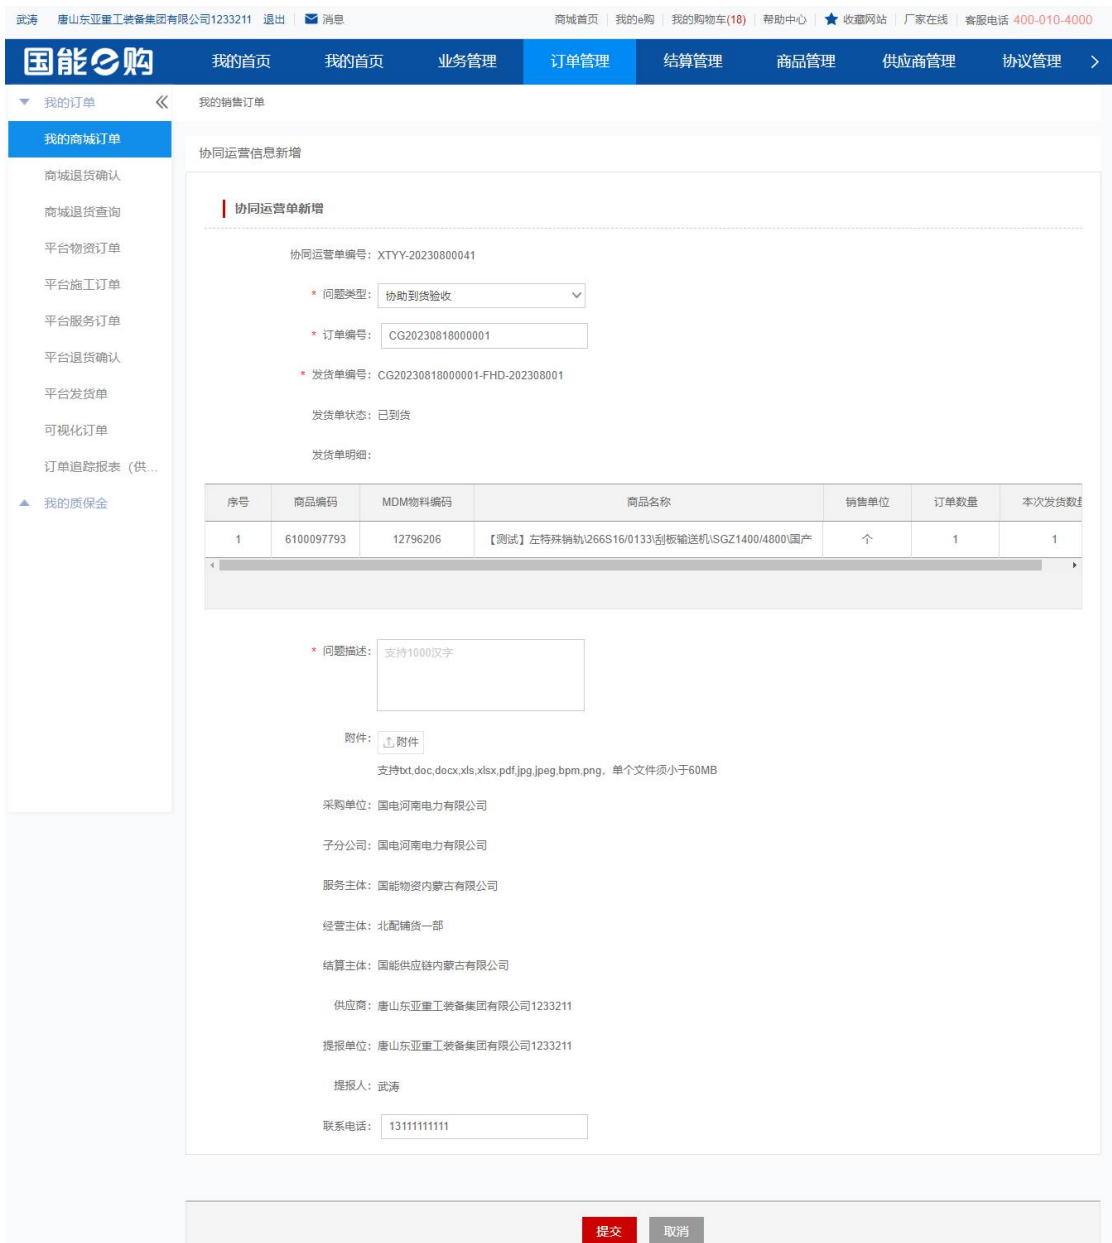 武涛 唐山东亚重工装备集团有限公司1233211 退出 消息 商城首页 我的e购 我的购物车(18) 帮助中心 收藏网站 厂家在线 客服电话 400-010-4000
国能e购 我的首页 我的首页 业务管理 订单管理 结算管理 商品管理 供应商管理 协议管理
我的订单
我的商城订单
商城退货确认
商城退货查询
平台物资订单
平台施工订单
平台服务订单
平台退货确认
平台发货单
可视化订单
订单追踪报表（供...
我的质保金
我的销售订单
协同运营信息新增
协同运营单新增
协同运营单编号：XTYY-20230800041
* 问题类型：协助到货验收
* 订单编号：CG20230818000001
* 发货单编号：CG20230818000001-FHD-202308001
发货单状态：已到货
发货单明细：
序号 商品编码 MDM物料编码 商品名称 销售单位 订单数量 本次发货数量
1 6100097793 12796206 【测试】左特殊销轨\266S16/0133\刮板输送机\SGZ1400/4800\国产 个 1 1
* 问题描述：支持1000汉字
附件：附件
支持txt,doc,docx,xls,xlsx,pdf,jpg,jpeg,bpm,png，单个文件须小于60MB
采购单位：国电河南电力有限公司
子分公司：国电河南电力有限公司
服务主体：国能物资内蒙古有限公司
经营主体：北配铺货一部
结算主体：国能供应链内蒙古有限公司
供应商：唐山东亚重工装备集团有限公司1233211
提报单位：唐山东亚重工装备集团有限公司1233211
提报人：武涛
联系电话：13111111111
提交 取消